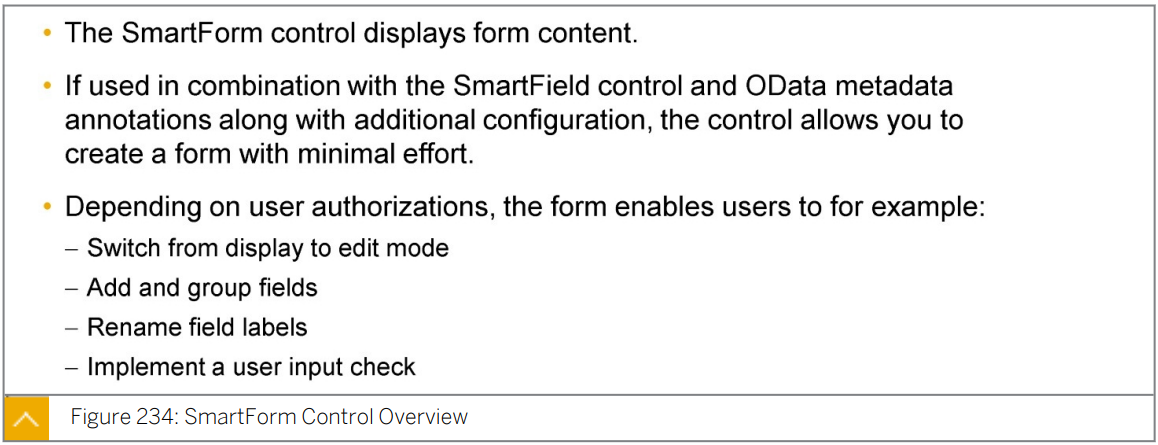 • The SmartForm control displays form content.
• If used in combination with the SmartField control and OData metadata
annotations along with additional configuration, the control allows you to
create a form with minimal effort.
• Depending on user authorizations, the form enables users to for example:
– Switch from display to edit mode
– Add and group fields
– Rename field labels
– Implement a user input check
Figure 234: SmartForm Control Overview